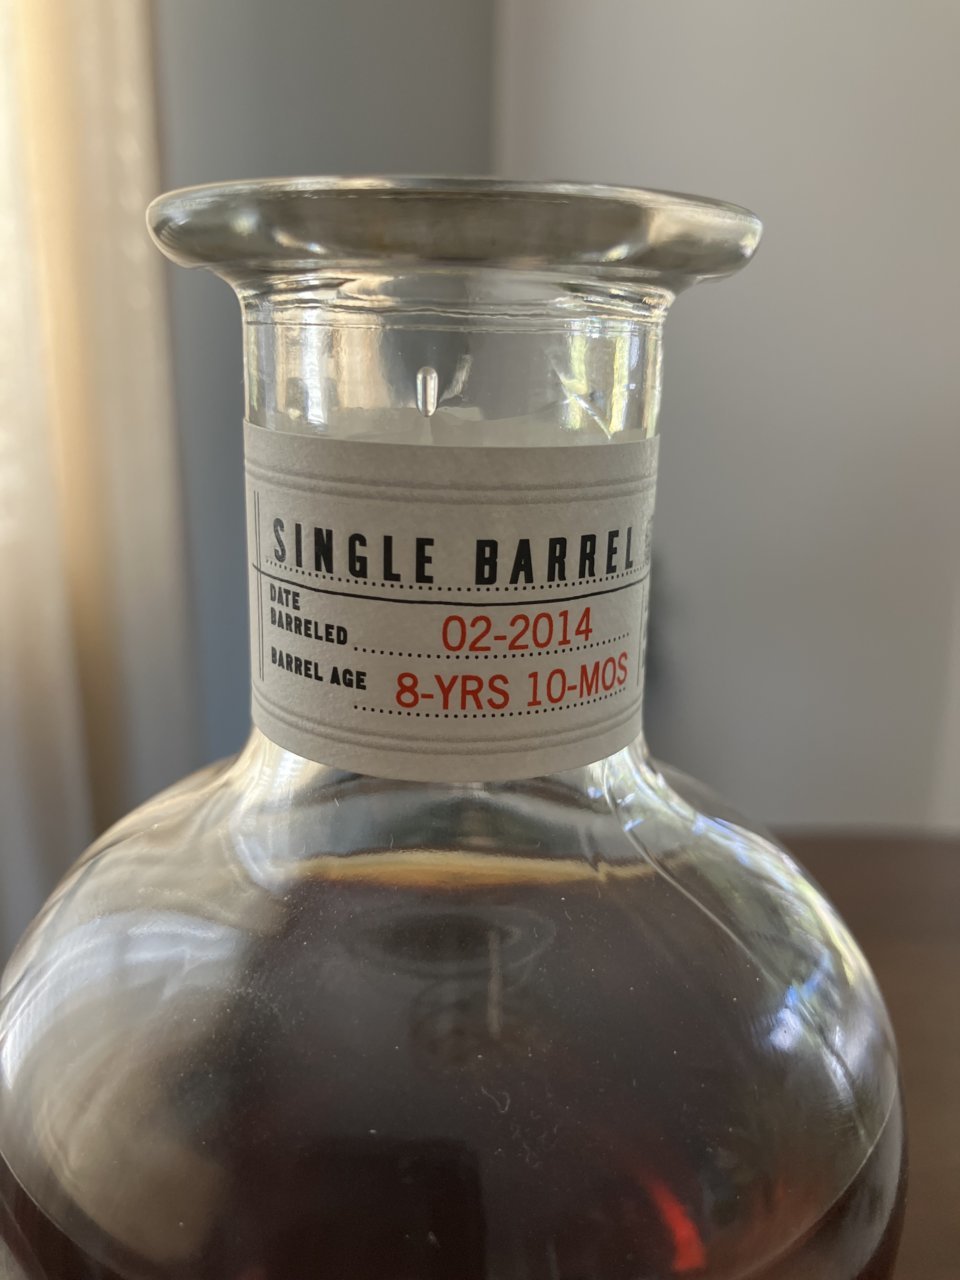 SINGLE BARREL
DATE
BARRELED 02-2014
BARREL AGE 8-YRS 10-MOS